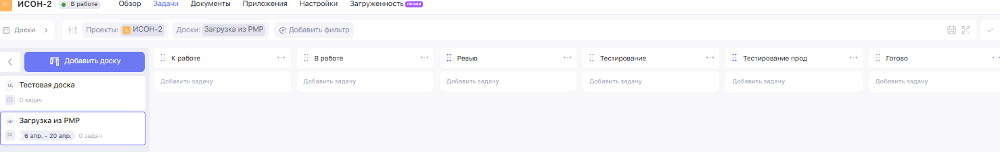 И ИСОН-2 В работе Обзор Задачи Документы Приложения Настройки Загруженность ПРОФИ
Доски Проекты: И ИСОН-2 Доски: Загрузка из PMP Добавить фильтр
Добавить доску К работе В работе Ревью Тестирование Тестирование прод Готово
Добавить задачу Добавить задачу Добавить задачу Добавить задачу Добавить задачу Добавить задачу
ТД Тестовая доска
0 задач
ЗИ Загрузка из PMP
6 апр. - 20 апр. 0 задач